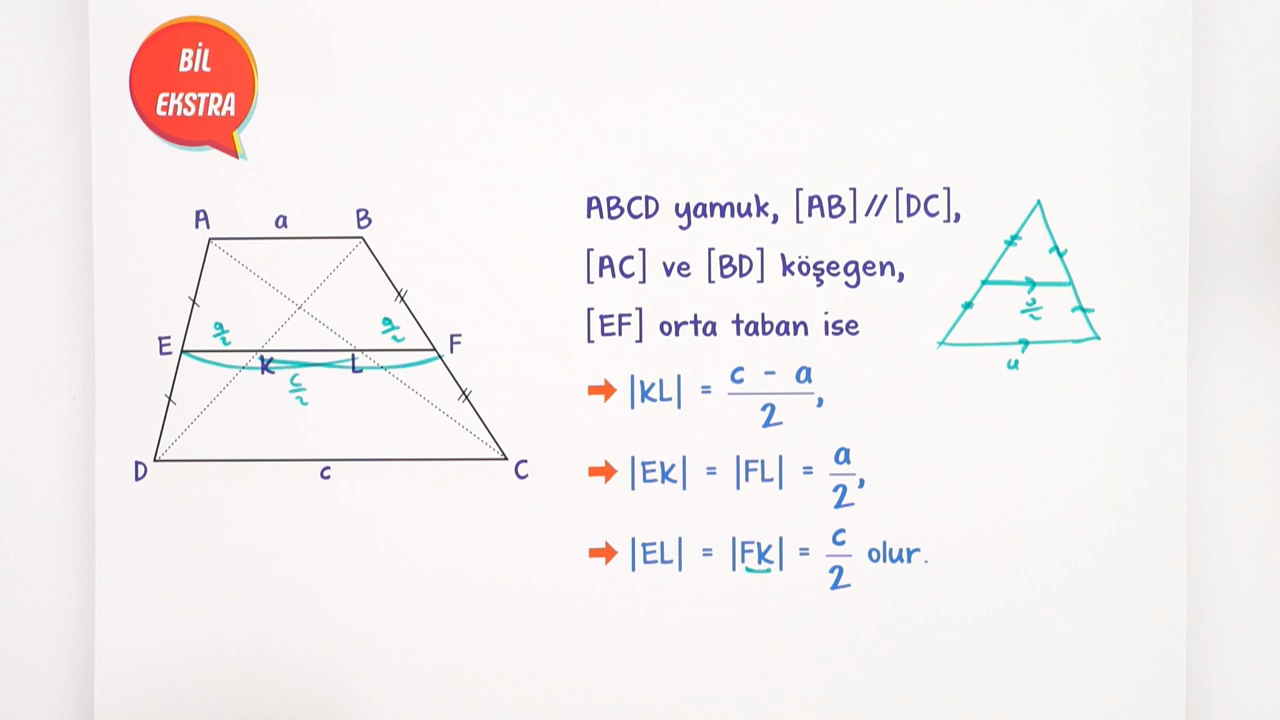 BİL
EKSTRA
A a B
E a/2 a/2 F
K L
c/2
D c C
ABCD yamuk, [AB] // [DC],
[AC] ve [BD] köşegen,
[EF] orta taban ise
|KL| = (c - a)/2,
|EK| = |FL| = a/2,
|EL| = |FK| = c/2 olur.
u